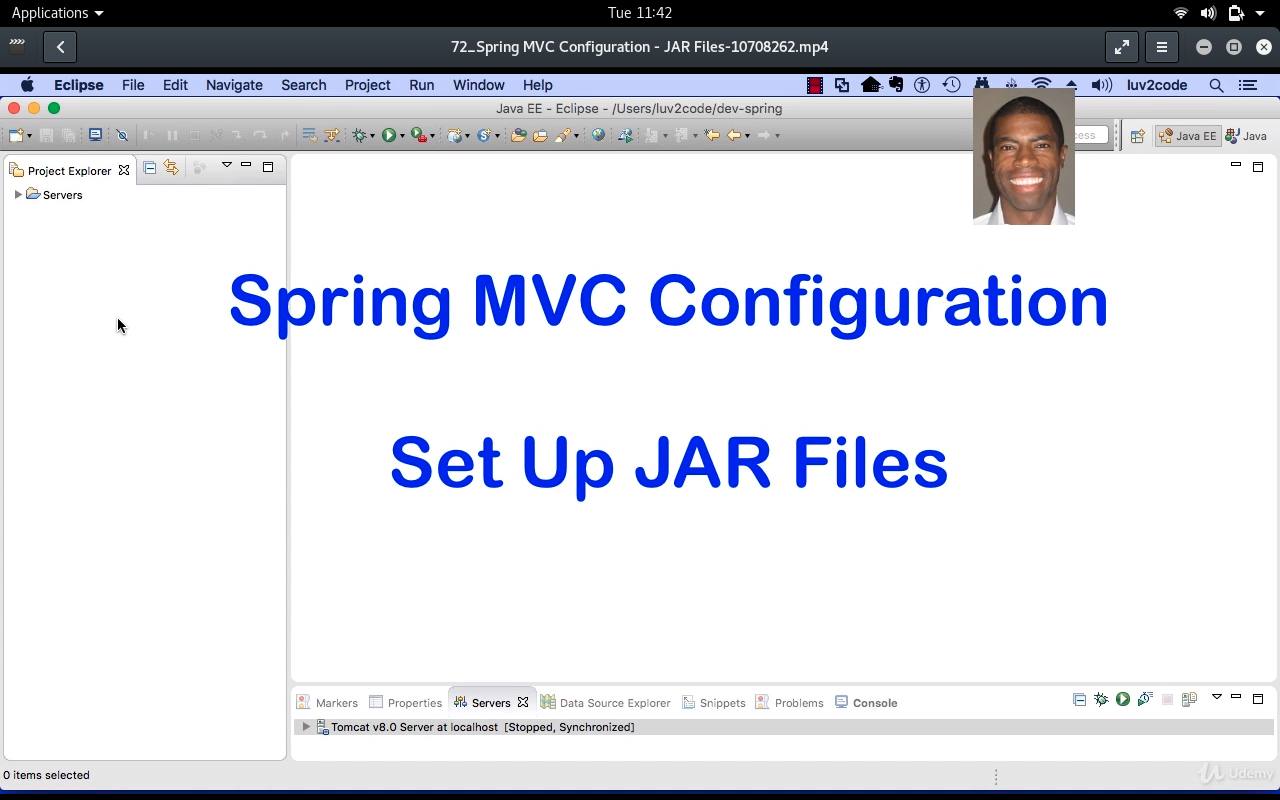 Applications
Tue 11:42
72_Spring MVC Configuration - JAR Files-10708262.mp4
Eclipse File Edit Navigate Search Project Run Window Help
luv2code
Java EE - Eclipse - /Users/luv2code/dev-spring
Java EE
Java
Project Explorer
Servers
Spring MVC Configuration
Set Up JAR Files
Markers Properties Servers Data Source Explorer Snippets Problems Console
Tomcat v8.0 Server at localhost [Stopped, Synchronized]
0 items selected
Udemy